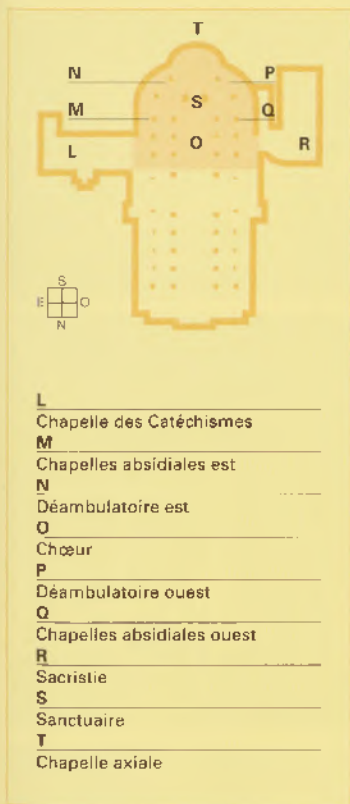 T
N P
S
M Q
L O R
S
E O
N
L
Chapelle des Catéchismes
M
Chapelles absidiales est
N
Déambulatoire est
O
Chœur
P
Déambulatoire ouest
Q
Chapelles absidiales ouest
R
Sacristie
S
Sanctuaire
T
Chapelle axiale